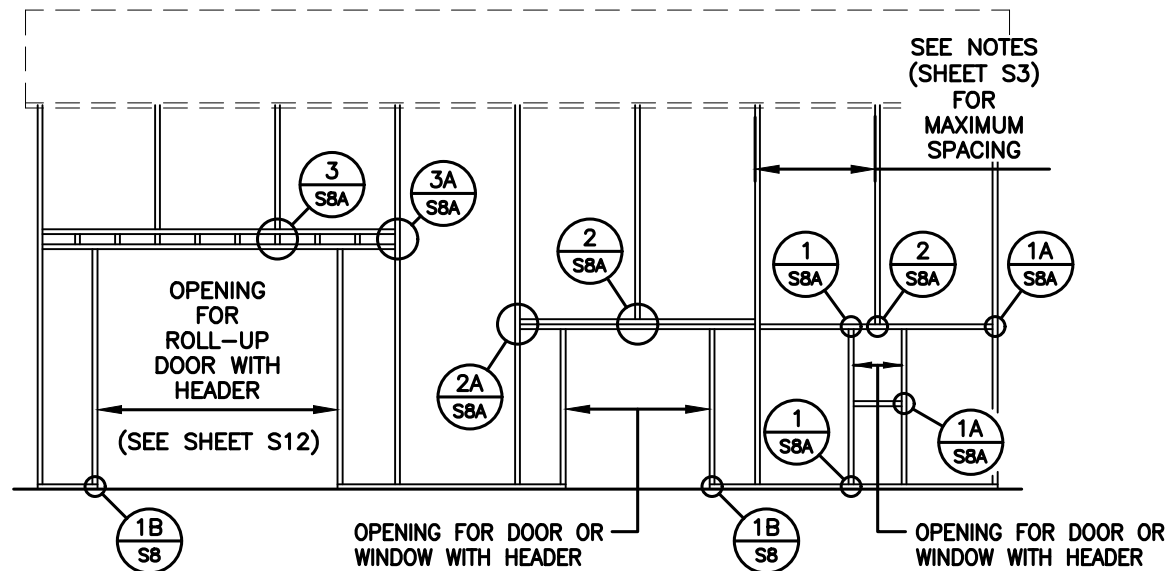 SEE NOTES
(SHEET S3)
FOR
MAXIMUM
SPACING
3
S8A
3A
S8A
2
S8A
1
S8A
2
S8A
1A
S8A
OPENING
FOR
ROLL-UP
DOOR WITH
HEADER
(SEE SHEET S12)
2A
S8A
1
S8A
1A
S8A
1B
S8
OPENING FOR DOOR OR
WINDOW WITH HEADER
1B
S8
OPENING FOR DOOR OR
WINDOW WITH HEADER